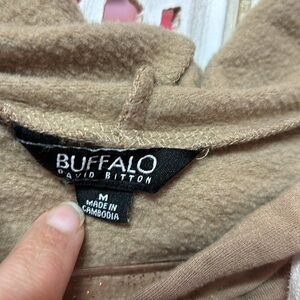 BUFFALO
DAVID BITTON
M
MADE IN
CAMBODIA